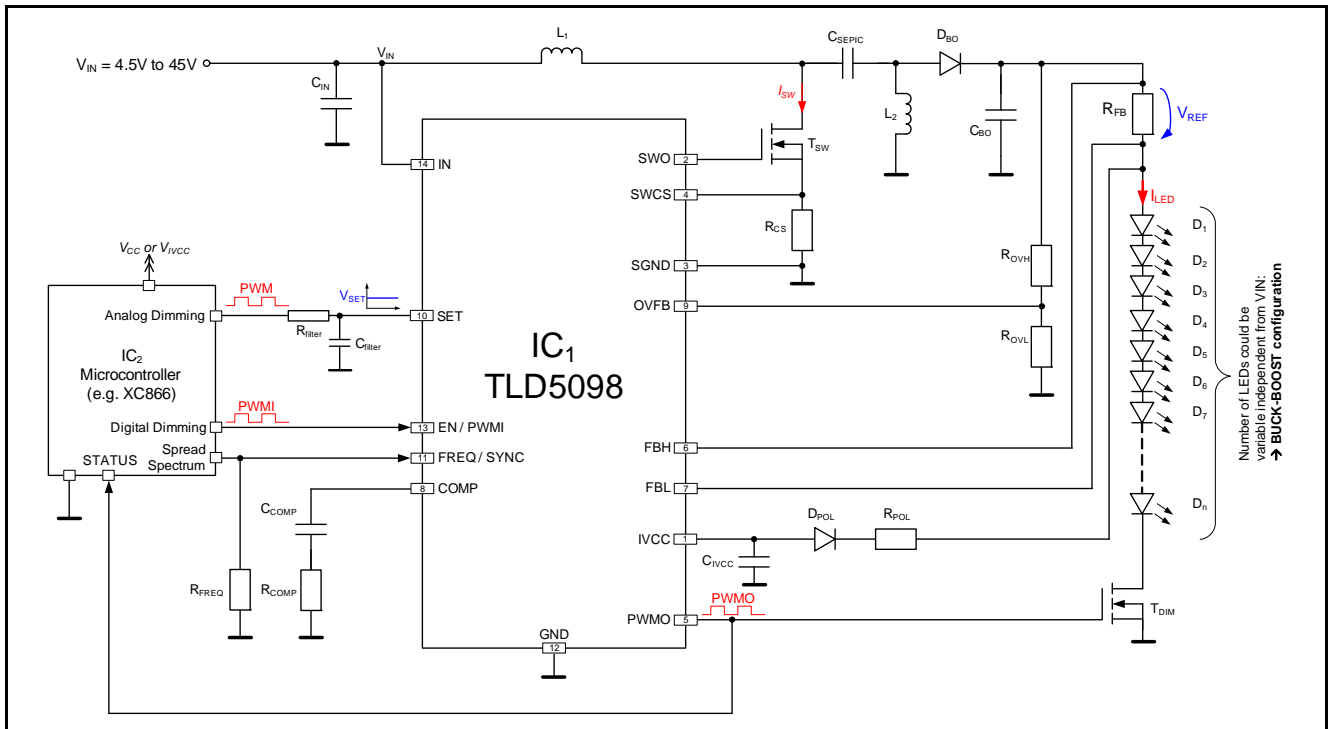 L1
CSEPIC
DBO
VIN = 4.5V to 45V
VIN
CIN
ISW
L2
CBO
RFB
VREF
TSW
14
IN
SWO
2
SWCS
4
RCS
SGND
3
ILED
D1
D2
D3
D4
D5
D6
D7
Dn
Number of LEDs could be
variable independent from VIN:
→ BUCK-BOOST configuration
ROVH
ROVL
OVFB
9
VCC or VIVCC
PWM
VSET
Analog Dimming
Rfilter
Cfilter
10
SET
IC1
TLD5098
IC2
Microcontroller
(e.g. XC866)
PWMI
Digital Dimming
13
EN / PWMI
Spread
Spectrum
11
FREQ / SYNC
STATUS
8
COMP
CCOMP
RFREQ
RCOMP
FBH
6
FBL
7
IVCC
1
DPOL
RPOL
CIVCC
PWMO
PWMO
5
TDIM
GND
12